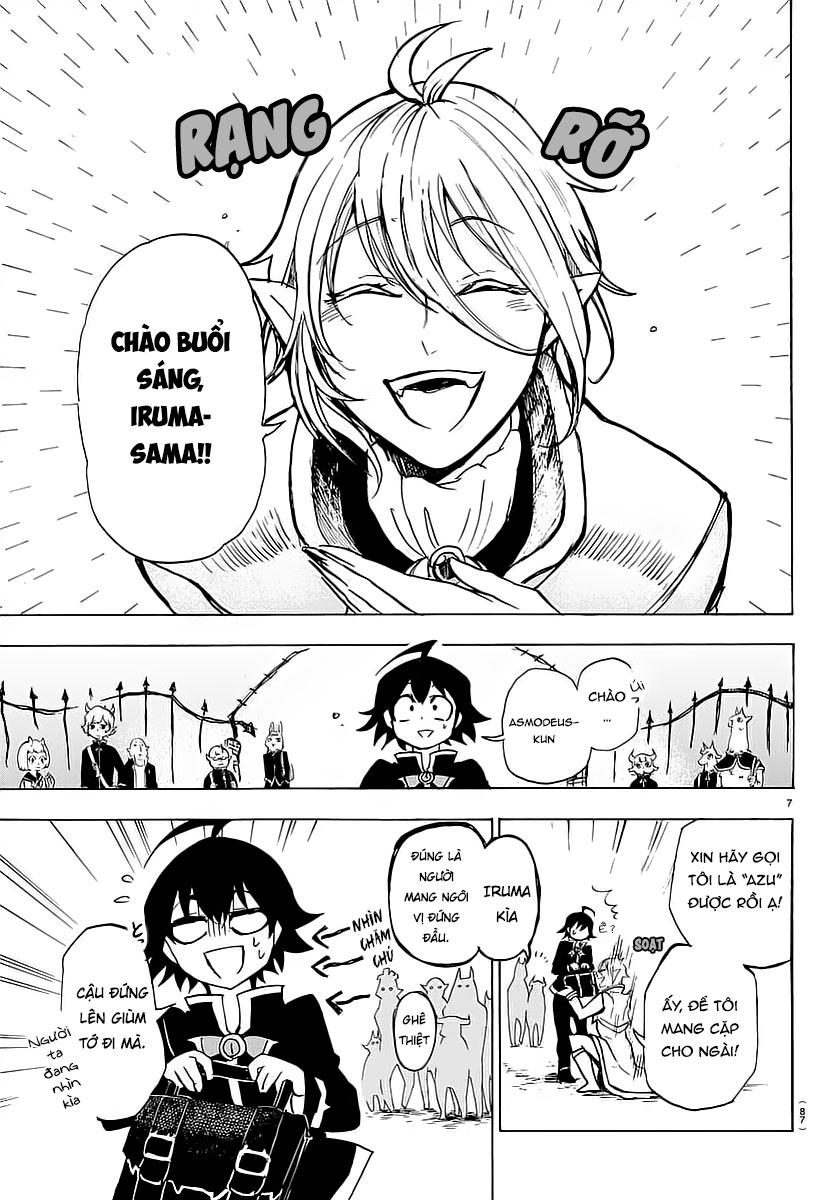 RẠNG RỠ
CHÀO BUỔI
SÁNG,
IRUMA-
SAMA!!
ÚI
CHÀO
...
ASMODEUS-
KUN
7
XIN HÃY GỌI
TÔI LÀ “AZU”
ĐƯỢC RỒI Ạ!
Ể?
SOẠT
ẤY, ĐỂ TÔI
MANG CẶP
CHO NGÀI!
IRUMA
KÌA
ĐÚNG LÀ
NGƯỜI
MANG NGÔI
VỊ ĐỨNG
ĐẦU.
GHÊ
THIỆT
NHÌN
CHẰM
CHÚ
CẬU ĐỨNG
LÊN GIÙM
TỚ ĐI MÀ.
Người
ta
đang
nhìn
kìa
(87)